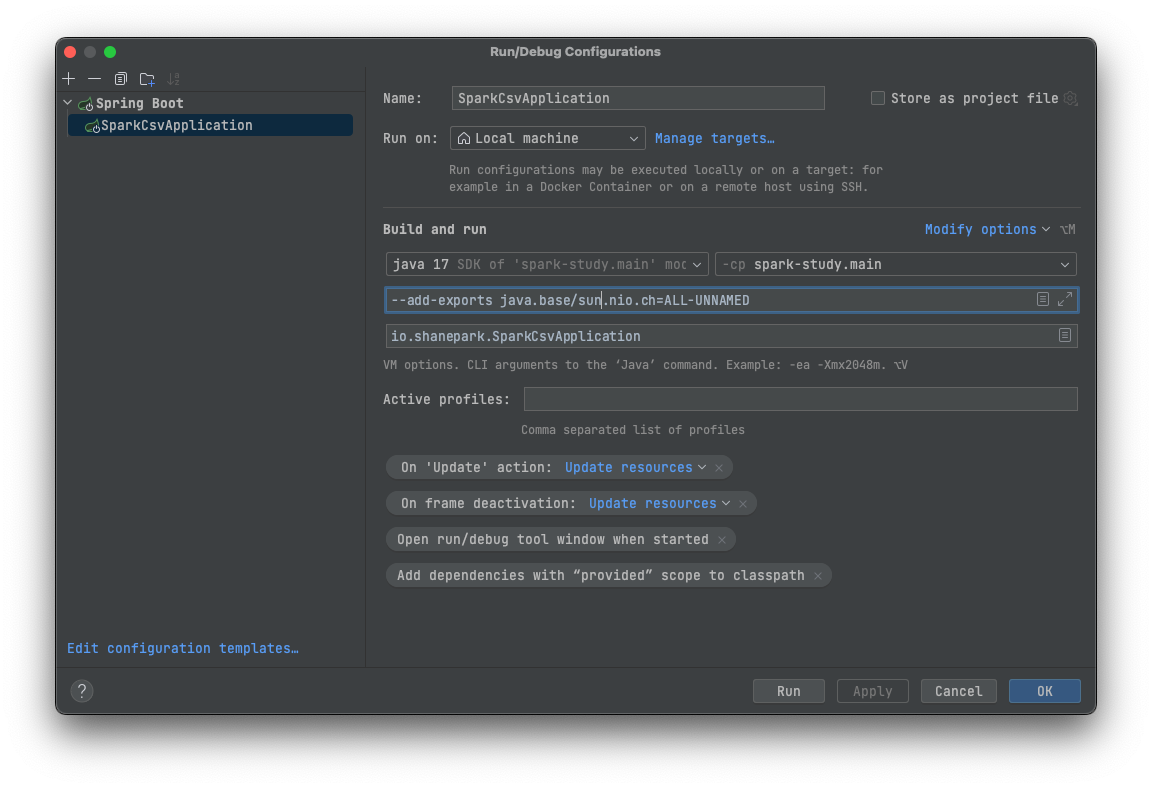 Run/Debug Configurations
Spring Boot
SparkCsvApplication
Edit configuration templates…
Name: SparkCsvApplication Store as project file
Run on: Local machine Manage targets…
Run configurations may be executed locally or on a target: for
example in a Docker Container or on a remote host using SSH.
Build and run Modify options ⌥M
java 17 SDK of 'spark-study.main' moc -cp spark-study.main
--add-exports java.base/sun.nio.ch=ALL-UNNAMED
io.shanepark.SparkCsvApplication
VM options. CLI arguments to the ‘Java’ command. Example: -ea -Xmx2048m. ⌥V
Active profiles:
Comma separated list of profiles
On 'Update' action: Update resources ×
On frame deactivation: Update resources ×
Open run/debug tool window when started ×
Add dependencies with “provided” scope to classpath ×
? Run Apply Cancel OK